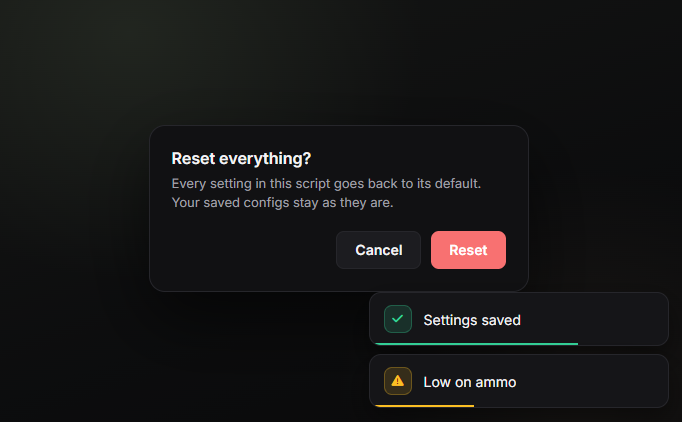 Reset everything?
Every setting in this script goes back to its default.
Your saved configs stay as they are.
Cancel Reset
Settings saved
Low on ammo